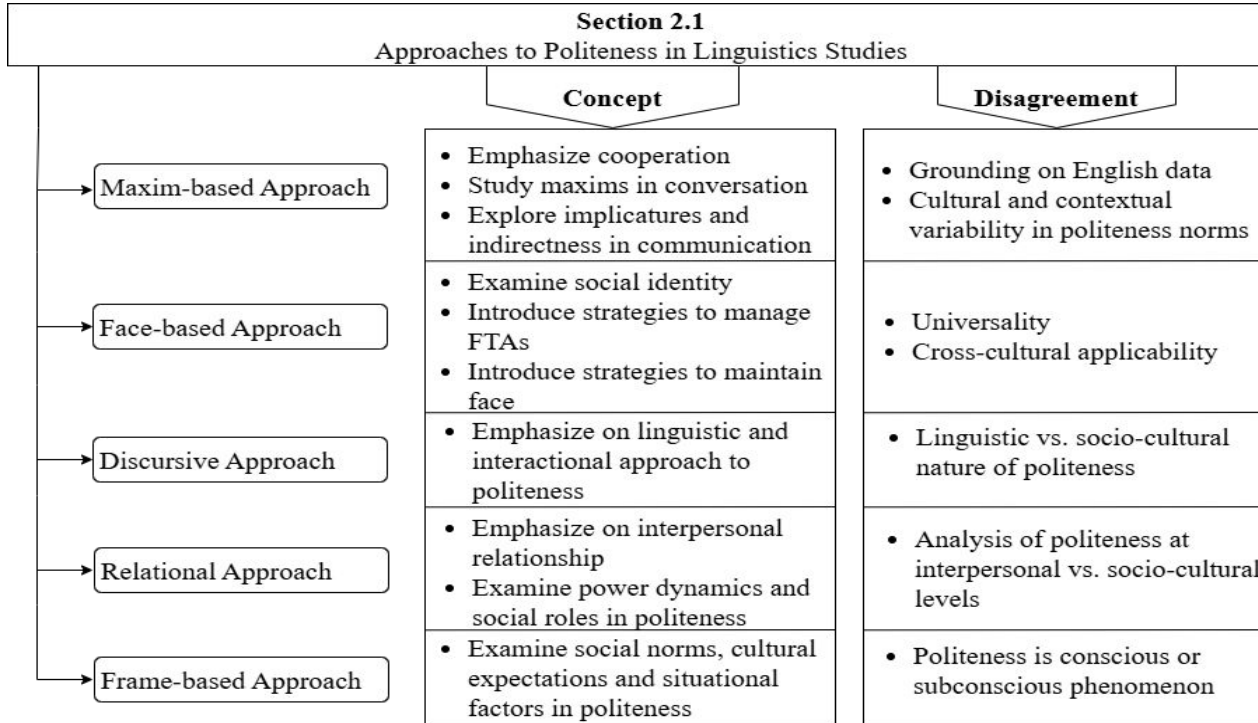 Section 2.1
Approaches to Politeness in Linguistics Studies
Concept
Disagreement
Maxim-based Approach
• Emphasize cooperation
• Study maxims in conversation
• Explore implicatures and
indirectness in communication
• Grounding on English data
• Cultural and contextual
variability in politeness norms
Face-based Approach
• Examine social identity
• Introduce strategies to manage
FTAs
• Introduce strategies to maintain
face
• Universality
• Cross-cultural applicability
Discursive Approach
• Emphasize on linguistic and
interactional approach to
politeness
• Linguistic vs. socio-cultural
nature of politeness
Relational Approach
• Emphasize on interpersonal
relationship
• Examine power dynamics and
social roles in politeness
• Analysis of politeness at
interpersonal vs. socio-cultural
levels
Frame-based Approach
• Examine social norms, cultural
expectations and situational
factors in politeness
• Politeness is conscious or
subconscious phenomenon